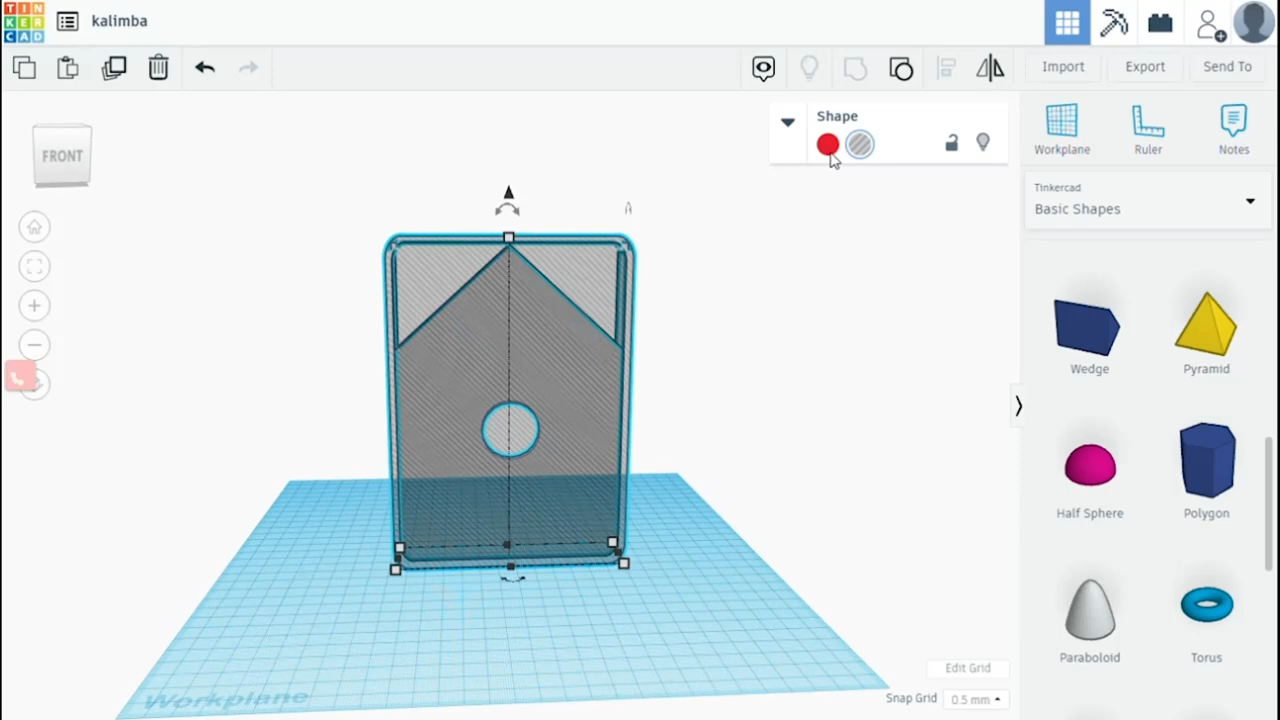 TIN
KER
CAD
kalimba
Import
Export
Send To
Shape
FRONT
Workplane
Ruler
Notes
Tinkercad
Basic Shapes
Wedge
Pyramid
Half Sphere
Polygon
Paraboloid
Torus
Workplane
Edit Grid
Snap Grid
0.5 mm